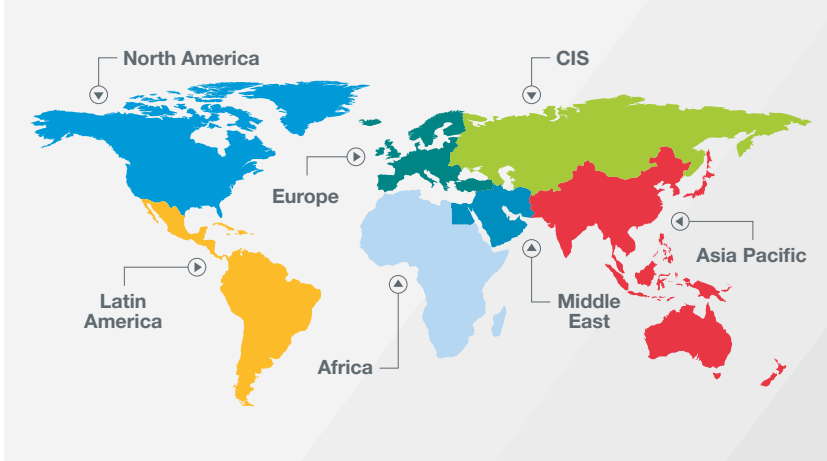 North America
CIS
Europe
Asia Pacific
Latin
America
Middle
East
Africa